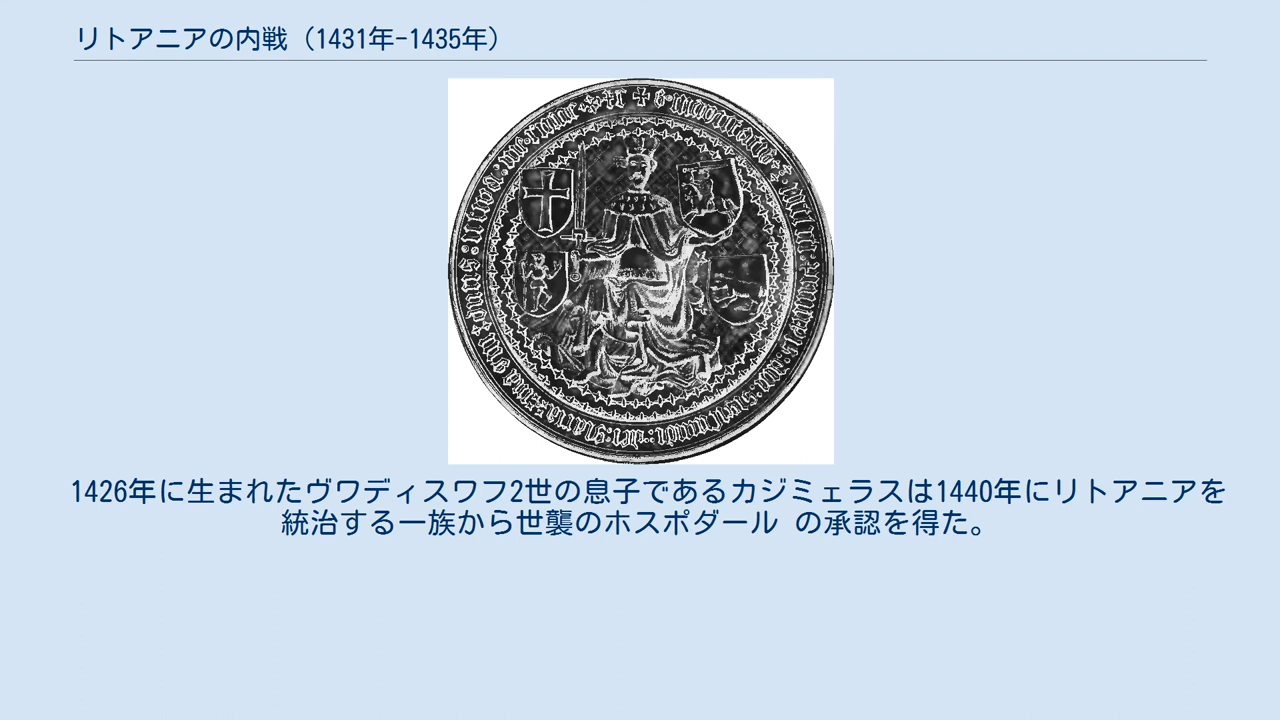 リトアニアの内戦（1431年-1435年）
1426年に生まれたヴワディスワフ2世の息子であるカジミェラスは1440年にリトアニアを
統治する一族から世襲のホスポダール の承認を得た。